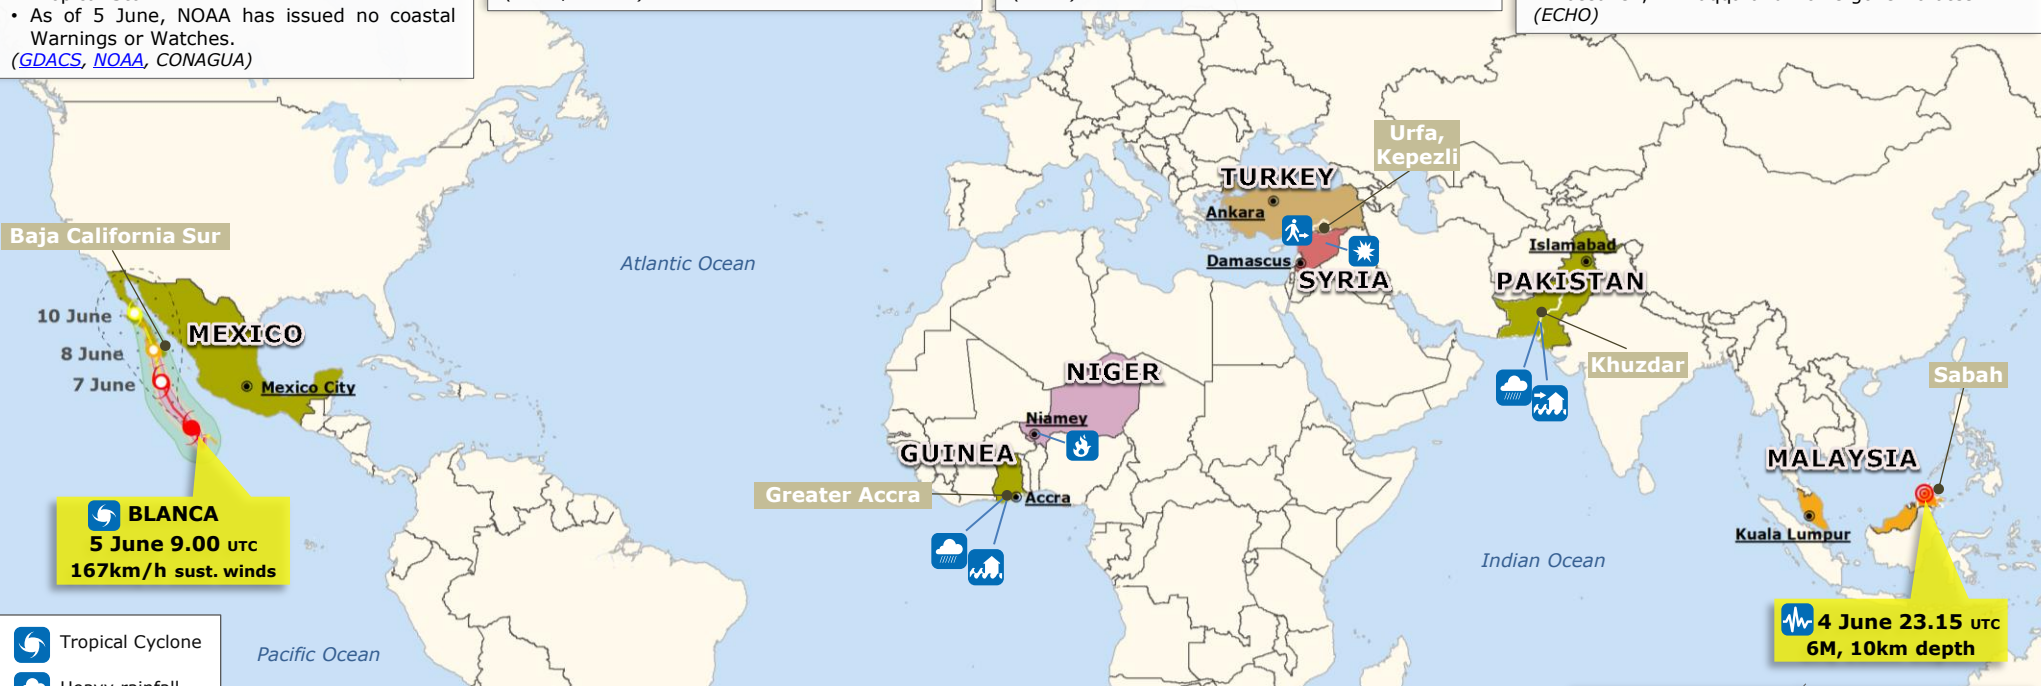 • As of 5 June, NOAA has issued no coastal
Warnings or Watches.
(GDACS, NOAA, CONAGUA)
(ECHO)
Urfa,
Kepezli
TURKEY
Ankara
Baja California Sur
Islamabad
Atlantic Ocean
Damascus
SYRIA
PAKISTAN
10 June
MEXICO
8 June
7 June
Khuzdar
Sabah
NIGER
Mexico City
Niamey
GUINEA
MALAYSIA
Greater Accra
Accra
BLANCA
5 June 9.00 UTC
167km/h sust. winds
Kuala Lumpur
Indian Ocean
4 June 23.15 UTC
6M, 10km depth
Tropical Cyclone
Pacific Ocean
Heavy rainfall